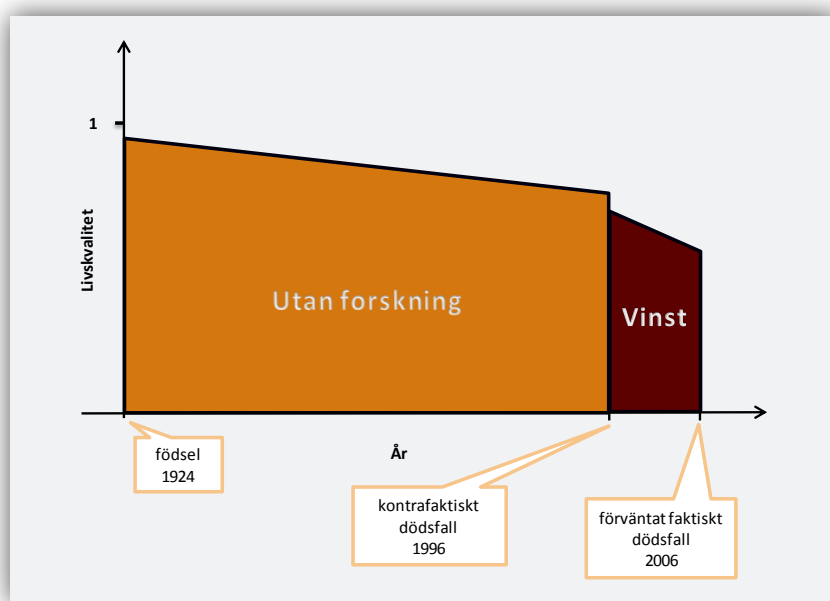 1
Livskvalitet
Utan forskning
Vinst
År
födsel
1924
kontrafaktiskt
dödsfall
1996
förväntat faktiskt
dödsfall
2006